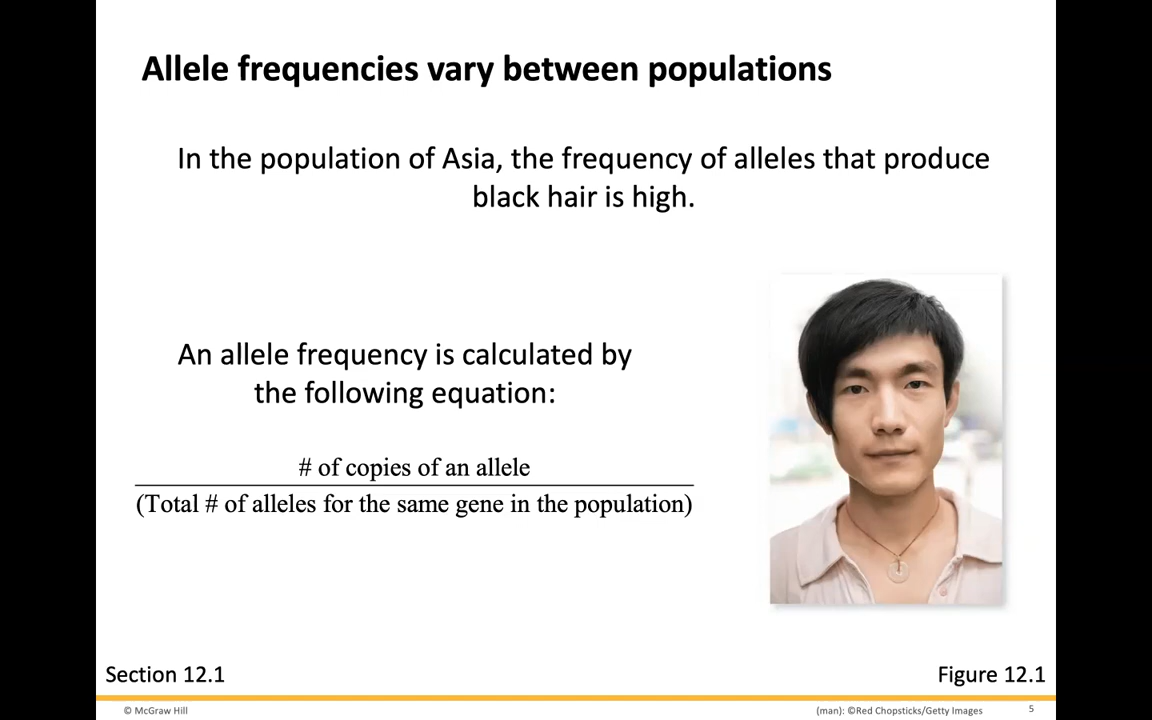 Allele frequencies vary between populations
In the population of Asia, the frequency of alleles that produce
black hair is high.
An allele frequency is calculated by
the following equation:
# of copies of an allele
(Total # of alleles for the same gene in the population)
Section 12.1
Figure 12.1
© McGraw Hill
(man): ©Red Chopsticks/Getty Images
5